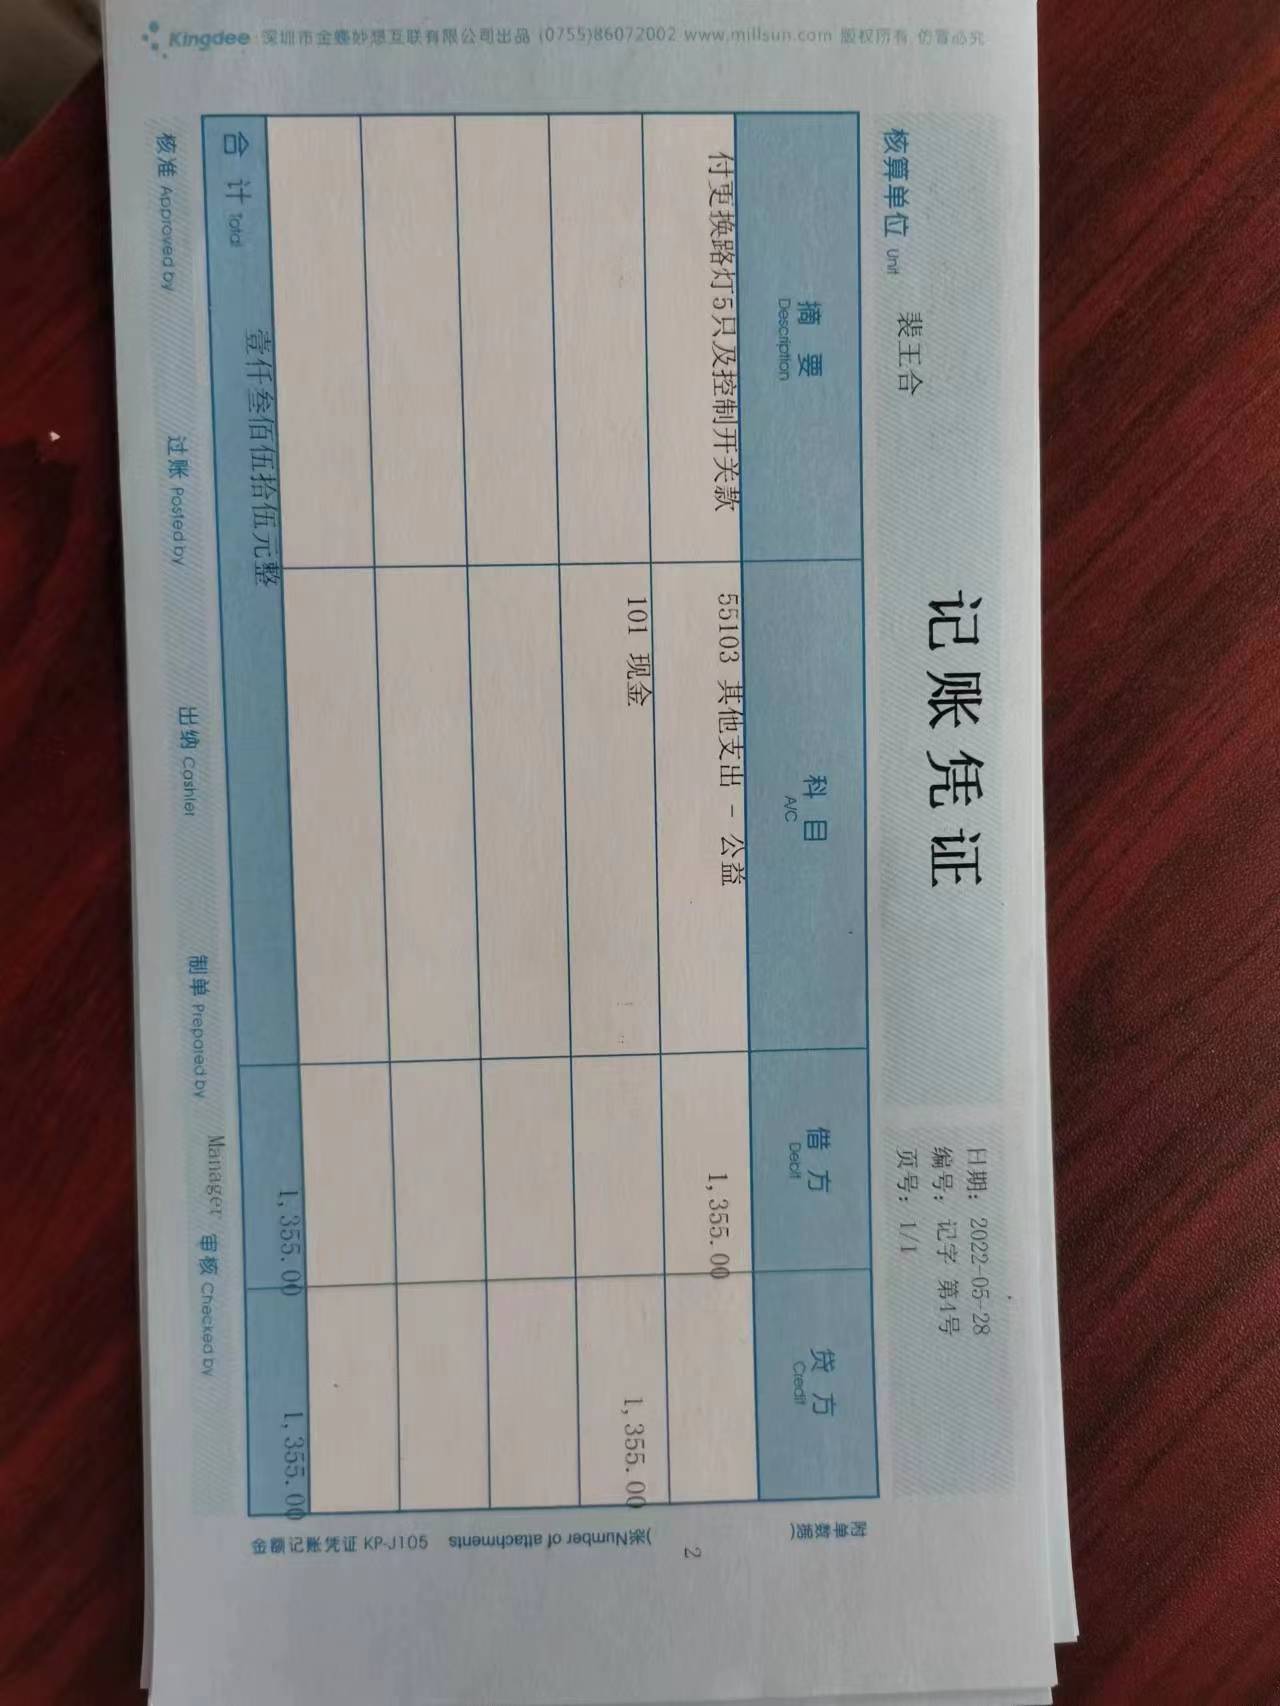 记账凭证
日期：2022-05-28
编号：记字 第4号
页号：1/1
核算单位 Unit 裴王合
摘要 Description 科目 A/C 借方 Debit 贷方 Credit
付更换路灯5只及控制开关款 55103 其他支出 - 公益 1,355.00
101 现金 1,355.00
合计 Total 壹仟叁佰伍拾伍元整 1,355.00 1,355.00
核准 Approved by 过账 Posted by 出纳 Cashier 制单 Prepared by Manager 审核 Checked by
附单数据( 2 )张 Number of attachments
金额记账凭证 KP-J105
Kingdee 深圳市金蝶妙想互联有限公司出品 (0755)86072002 www.millsun.com 版权所有 仿冒必究